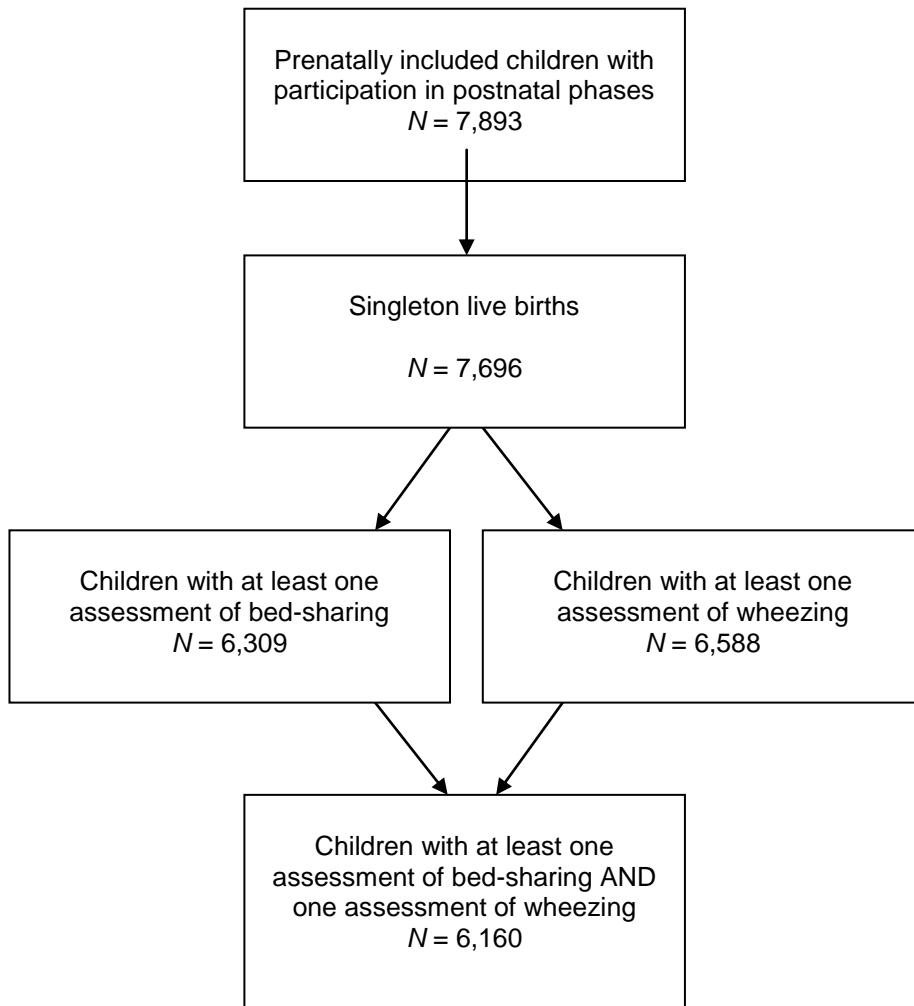 Prenatally included children with
participation in postnatal phases
N = 7,893
Singleton live births
N = 7,696
Children with at least one
assessment of bed-sharing
N = 6,309
Children with at least one
assessment of wheezing
N = 6,588
Children with at least one
assessment of bed-sharing AND
one assessment of wheezing
N = 6,160